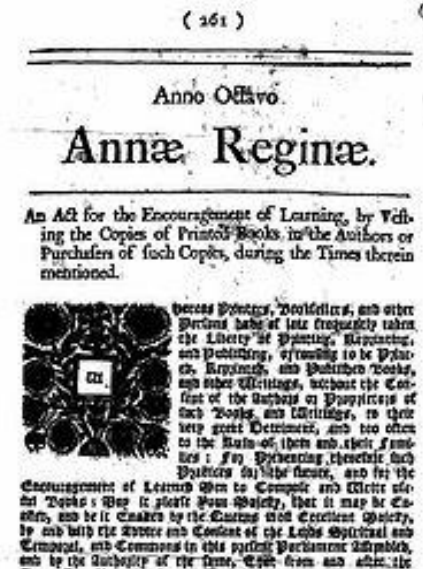 ( 261 )
Anno Octavo
Annæ Reginæ.
An Act for the Encouragement of Learning, by Vest-
ing the Copies of Printed Books in the Authors or
Purchasers of such Copies, during the Times therein
mentioned.
Whereas Printers, Booksellers, and other
Persons have of late frequently taken
the Liberty of Printing, Reprinting,
and Publishing, or causing to be Prin-
ted, Reprinted, and Published Books,
and other Writings, without the Con-
sent of the Authors or Proprietors of
such Books and Writings, to their
very great Detriment, and too often
to the Ruin of them and their Fami-
lies : For Preventing therefore such
Practices for the future, and for the
Encouragement of Learned Men to Compose and Write use-
ful Books ; May it please Your Majesty, that it may be En-
acted, and be it Enacted by the Queens most Excellent Majesty,
by and with the Advice and Consent of the Lords Spiritual and
Temporal, and Commons in this present Parliament Assembled,
and by the Authority of the same, That from and after the